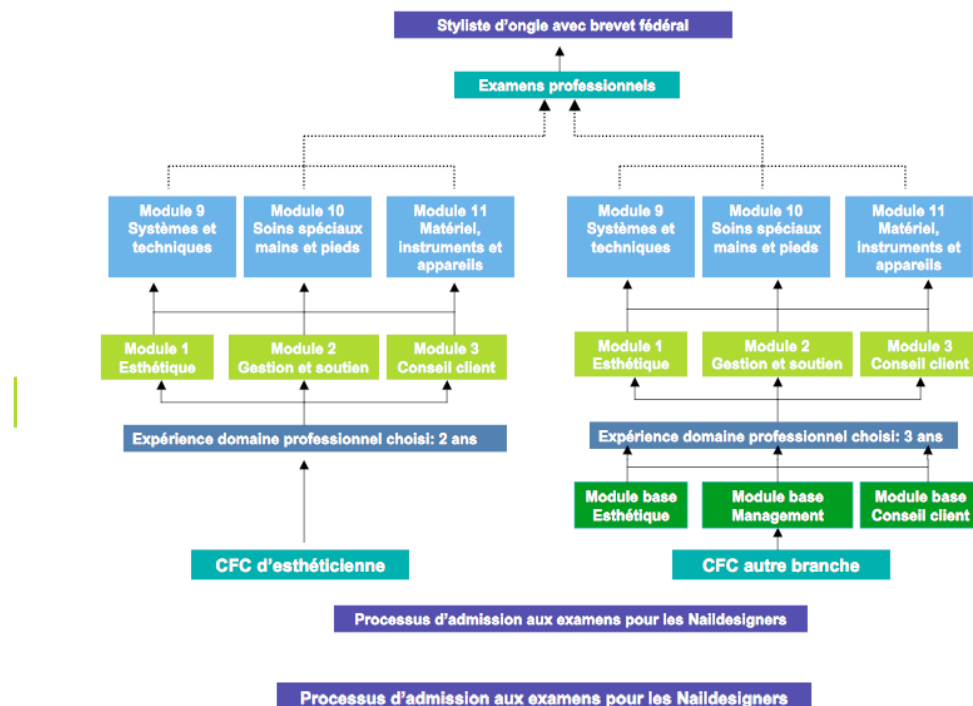 Styliste d'ongle avec brevet fédéral
Examens professionnels
Module 9
Systèmes et
techniques
Module 10
Soins spéciaux
mains et pieds
Module 11
Matériel,
instruments et
appareils
Module 9
Systèmes et
techniques
Module 10
Soins spéciaux
mains et pieds
Module 11
Matériel,
instruments et
appareils
Module 1
Esthétique
Module 2
Gestion et soutien
Module 3
Conseil client
Module 1
Esthétique
Module 2
Gestion et soutien
Module 3
Conseil client
Expérience domaine professionnel choisi: 2 ans
Expérience domaine professionnel choisi: 3 ans
Module base
Esthétique
Module base
Management
Module base
Conseil client
CFC d'esthéticienne
CFC autre branche
Processus d'admission aux examens pour les Naildesigners
Processus d'admission aux examens pour les Naildesigners